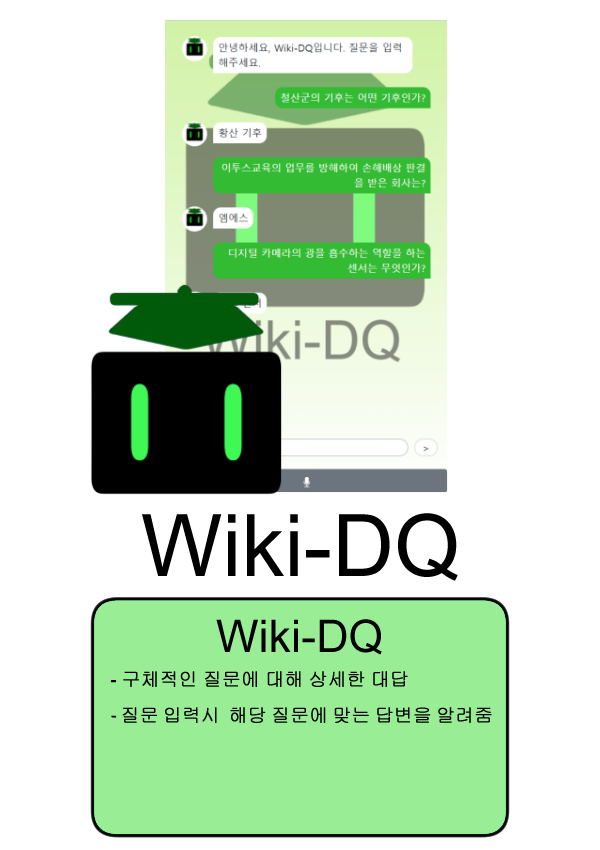 안녕하세요, Wiki-DQ입니다. 질문을 입력
해주세요.
철산군의 기후는 어떤 기후인가?
황산 기후
이투스교육의 업무를 방해하여 손해배상 판결
을 받은 회사는?
엠에스
디지털 카메라의 광을 흡수하는 역할을 하는
센서는 무엇인가?
Wiki-DQ
>
Wiki-DQ
Wiki-DQ
- 구체적인 질문에 대해 상세한 대답
- 질문 입력시 해당 질문에 맞는 답변을 알려줌